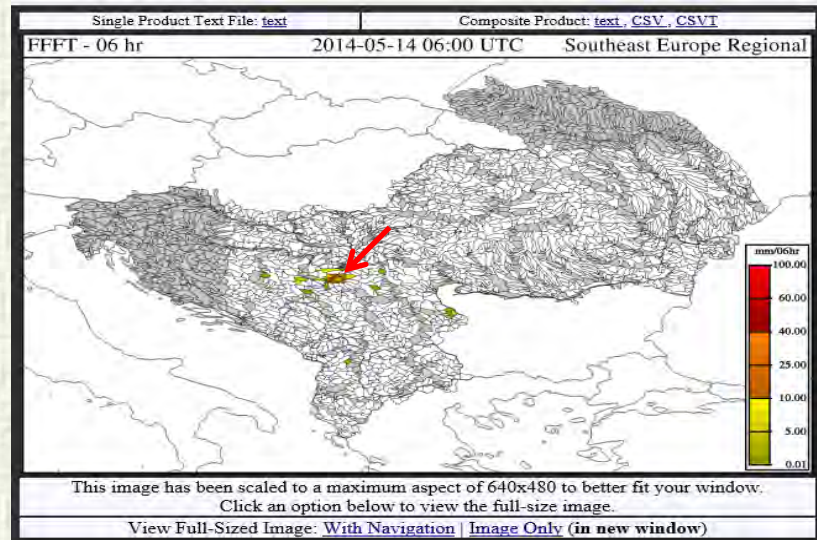 Single Product Text File: text Composite Product: text , CSV , CSVT
FFFT - 06 hr 2014-05-14 06:00 UTC Southeast Europe Regional
mm/06hr
100.00
60.00
40.00
25.00
10.00
5.00
0.01
This image has been scaled to a maximum aspect of 640x480 to better fit your window.
Click an option below to view the full-size image.
View Full-Sized Image: With Navigation | Image Only (in new window)